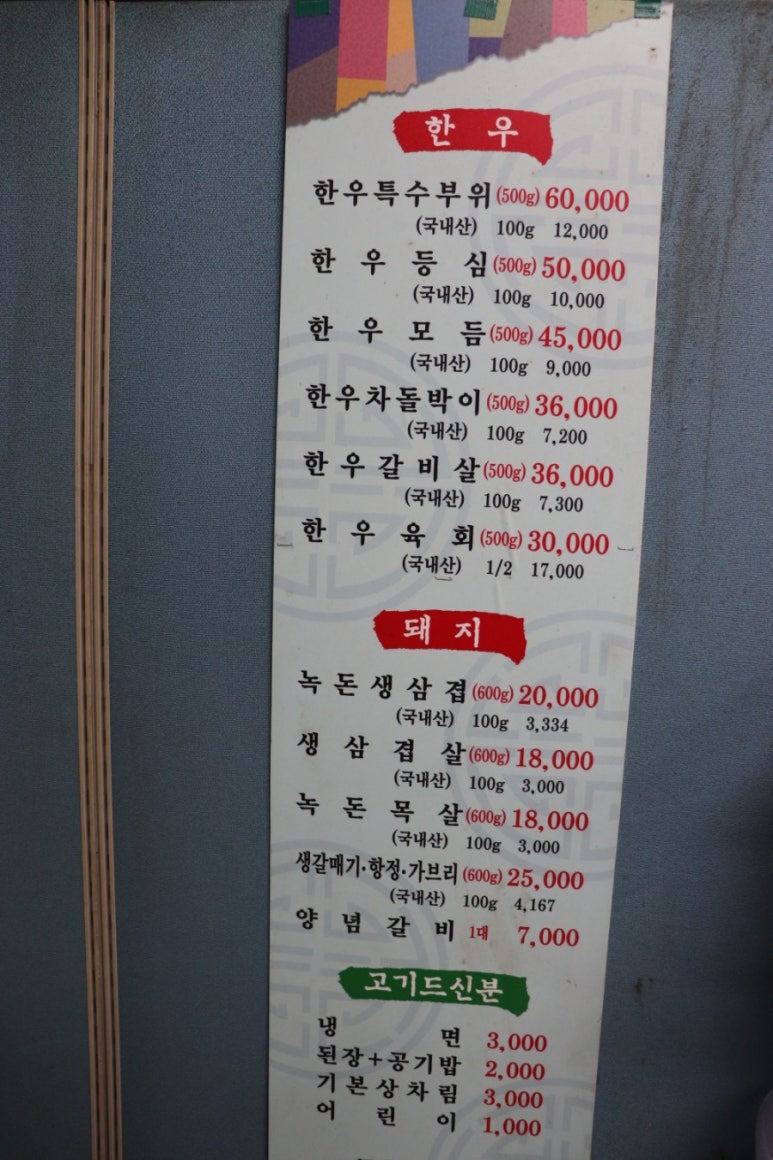 한우
한우특수부위(500g) 60,000
(국내산) 100g 12,000
한우등심(500g) 50,000
(국내산) 100g 10,000
한우모듬(500g) 45,000
(국내산) 100g 9,000
한우차돌박이(500g) 36,000
(국내산) 100g 7,200
한우갈비살(500g) 36,000
(국내산) 100g 7,300
한우육회(500g) 30,000
(국내산) 1/2 17,000
돼지
녹돈생삼겹(600g) 20,000
(국내산) 100g 3,334
생삼겹살(600g) 18,000
(국내산) 100g 3,000
녹돈목살(600g) 18,000
(국내산) 100g 3,000
생갈매기·항정·가브리(600g) 25,000
(국내산) 100g 4,167
양념갈비 1대 7,000
고기드신분
냉면 3,000
된장+공기밥 2,000
기본상차림 3,000
어린이 1,000